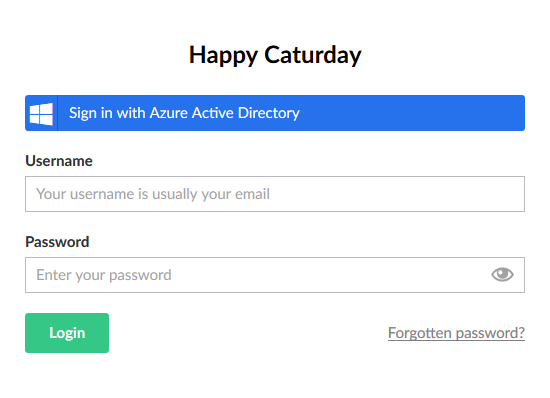 Happy Caturday
Sign in with Azure Active Directory
Username
Your username is usually your email
Password
Enter your password
Login
Forgotten password?